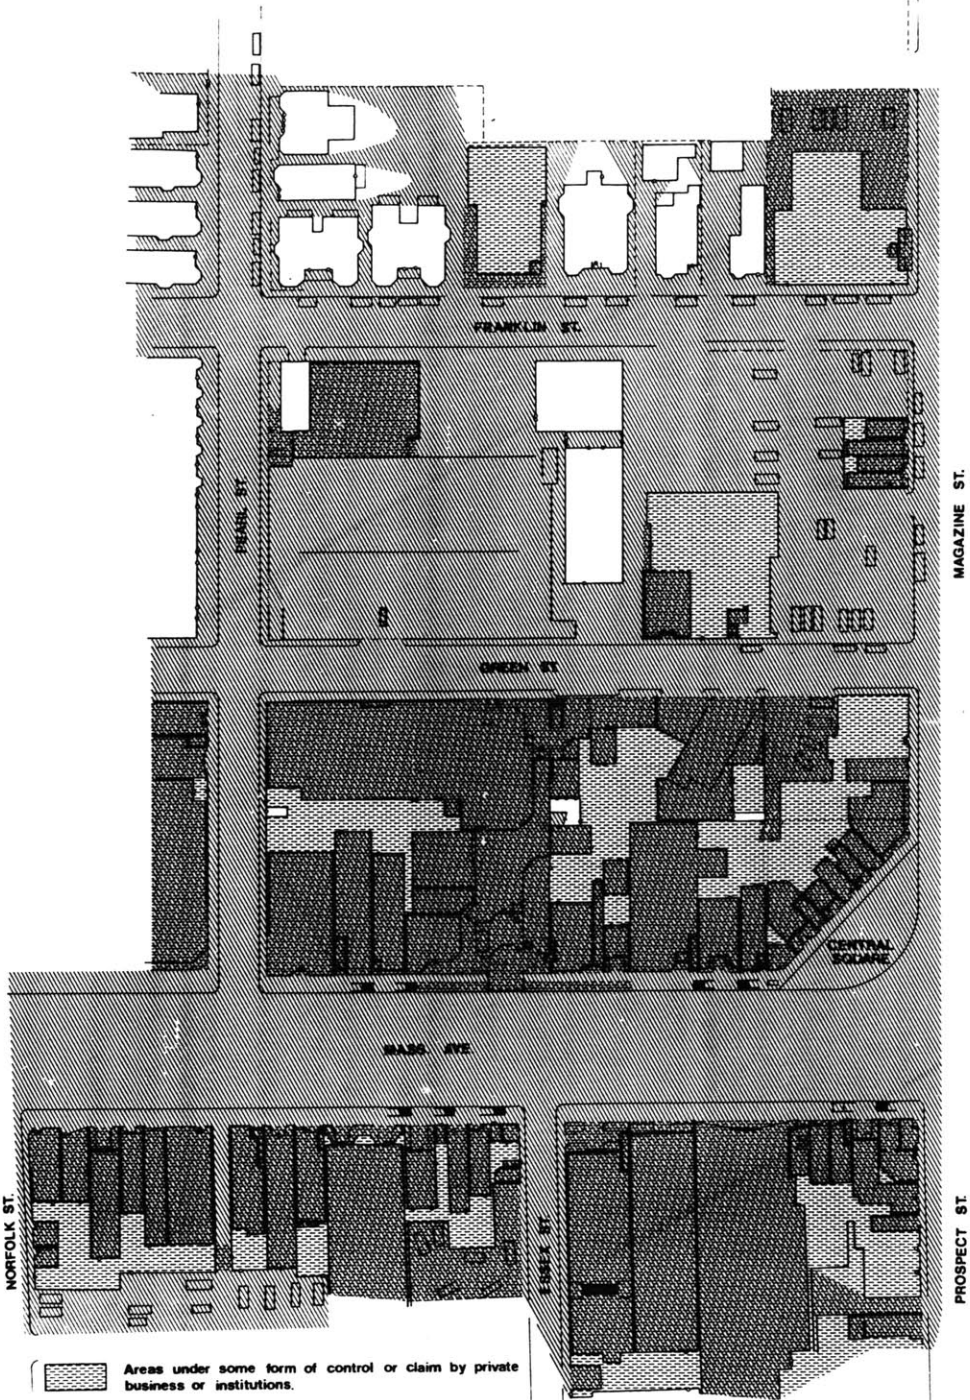 FRANKLIN ST.
PEARL ST.
MAGAZINE ST.
GREEN ST.
CENTRAL
SQUARE
MASS. AVE.
NORFOLK ST.
ESSEX ST.
PROSPECT ST.
Areas under some form of control or claim by private
business or institutions.